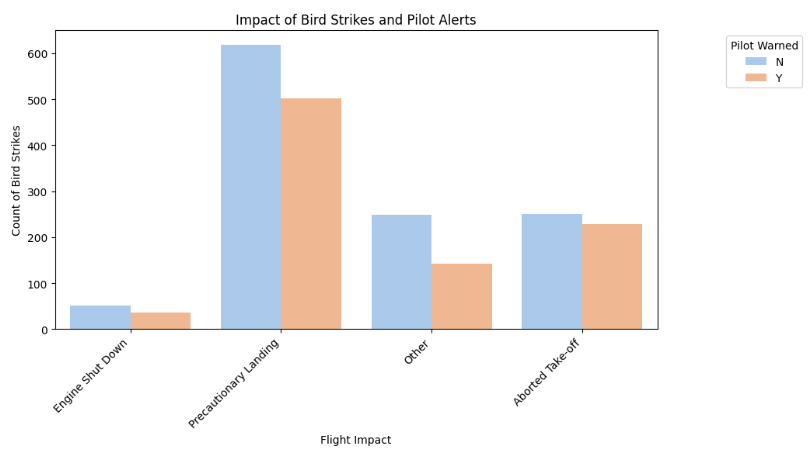 Impact of Bird Strikes and Pilot Alerts
Pilot Warned
N
Y
600
500
400
300
200
100
0
Count of Bird Strikes
Engine Shut Down
Precautionary Landing
Other
Aborted Take-off
Flight Impact